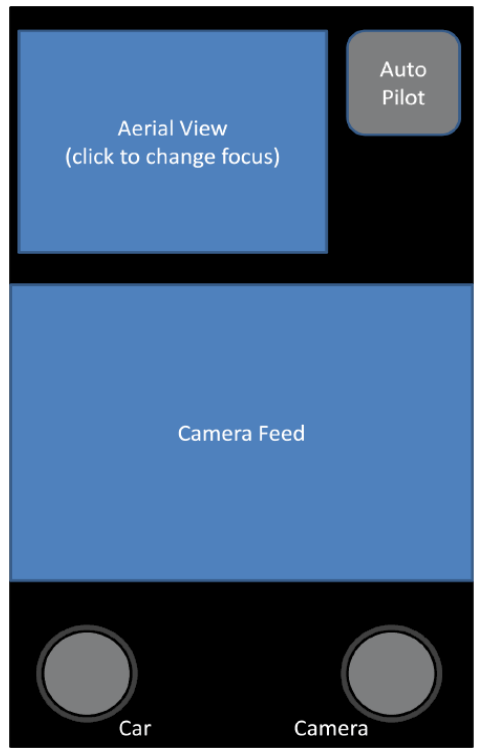 Auto
Pilot
Aerial View
(click to change focus)
Camera Feed
Car
Camera